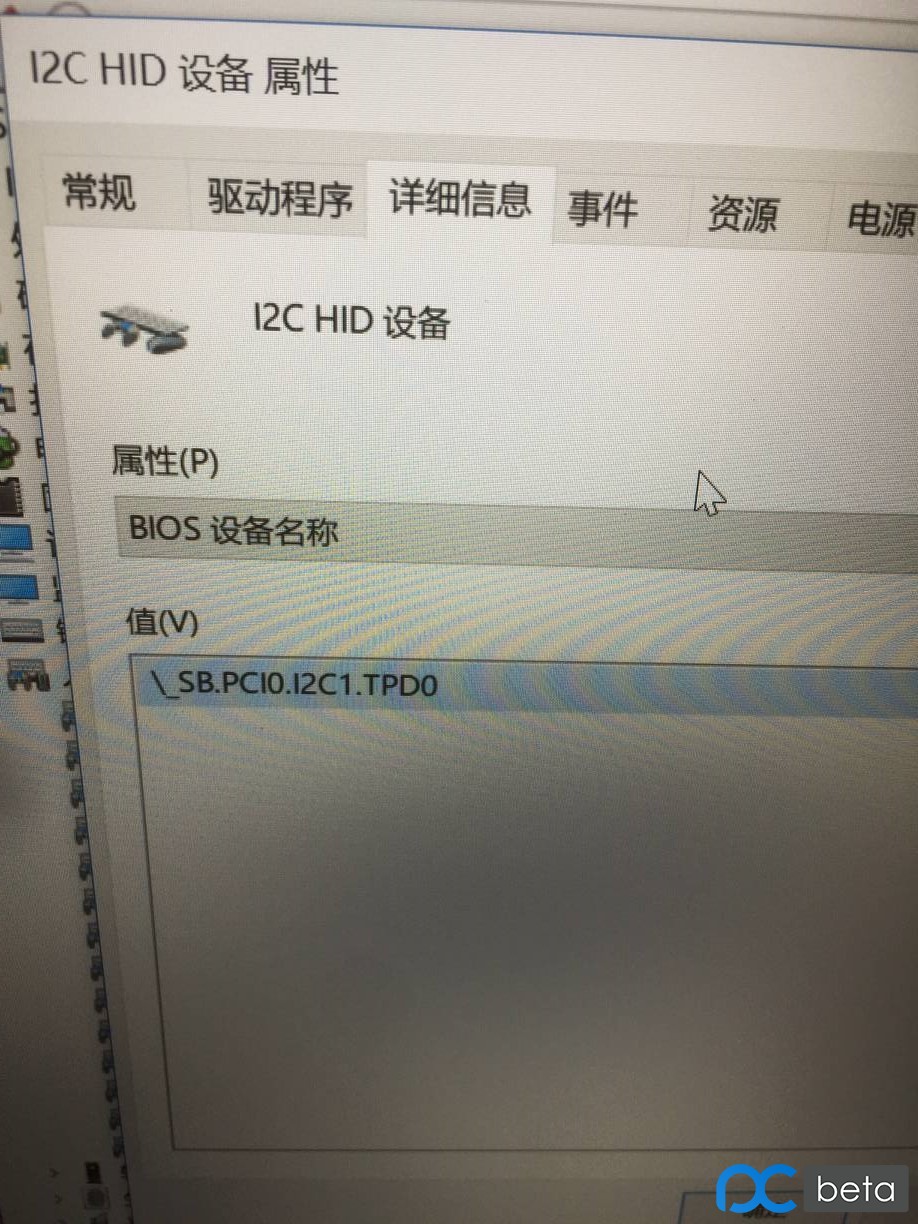 I2C HID 设备 属性
常规 驱动程序 详细信息 事件 资源 电源
I2C HID 设备
属性(P)
BIOS 设备名称
值(V)
\_SB.PCI0.I2C1.TPD0
pc beta